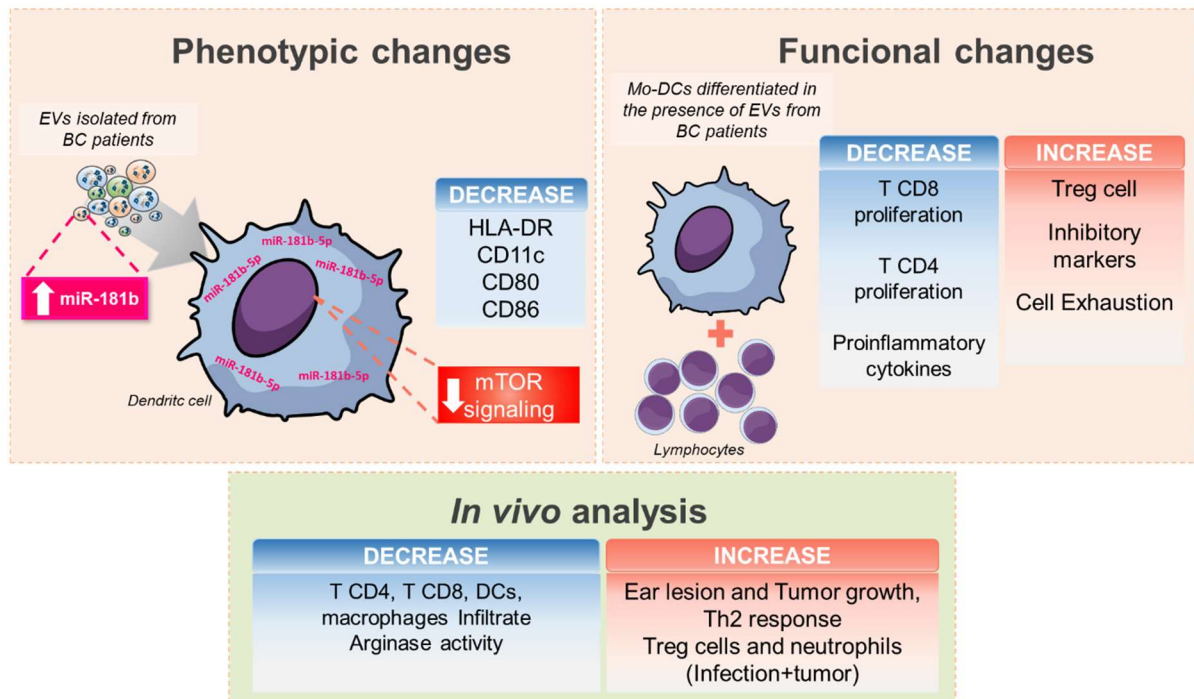 Phenotypic changes
EVs isolated from
BC patients
miR-181b
miR-181b-5p
miR-181b-5p
miR-181b-5p
miR-181b-5p
miR-181b-5p
Dendritc cell
mTOR
signaling
DECREASE
HLA-DR
CD11c
CD80
CD86
Funcional changes
Mo-DCs differentiated in
the presence of EVs from
BC patients
Lymphocytes
DECREASE
T CD8
proliferation
T CD4
proliferation
Proinflammatory
cytokines
INCREASE
Treg cell
Inhibitory
markers
Cell Exhaustion
In vivo analysis
DECREASE
T CD4, T CD8, DCs,
macrophages Infiltrate
Arginase activity
INCREASE
Ear lesion and Tumor growth,
Th2 response
Treg cells and neutrophils
(Infection+tumor)